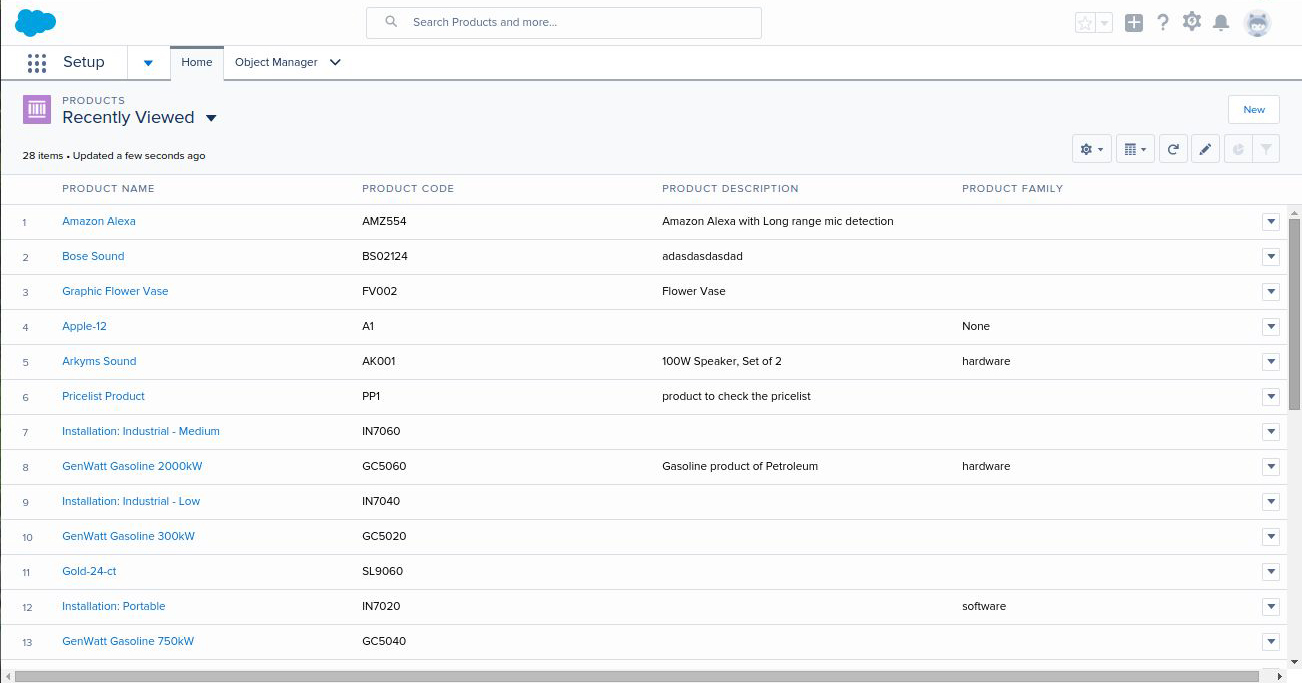 Search Products and more...
Setup
Home
Object Manager
PRODUCTS
Recently Viewed
New
28 items • Updated a few seconds ago
PRODUCT NAME PRODUCT CODE PRODUCT DESCRIPTION PRODUCT FAMILY
1 Amazon Alexa AMZ554 Amazon Alexa with Long range mic detection
2 Bose Sound BS02124 adasdasdasdad
3 Graphic Flower Vase FV002 Flower Vase
4 Apple-12 A1 None
5 Arkyms Sound AK001 100W Speaker, Set of 2 hardware
6 Pricelist Product PP1 product to check the pricelist
7 Installation: Industrial - Medium IN7060
8 GenWatt Gasoline 2000kW GC5060 Gasoline product of Petroleum hardware
9 Installation: Industrial - Low IN7040
10 GenWatt Gasoline 300kW GC5020
11 Gold-24-ct SL9060
12 Installation: Portable IN7020 software
13 GenWatt Gasoline 750kW GC5040